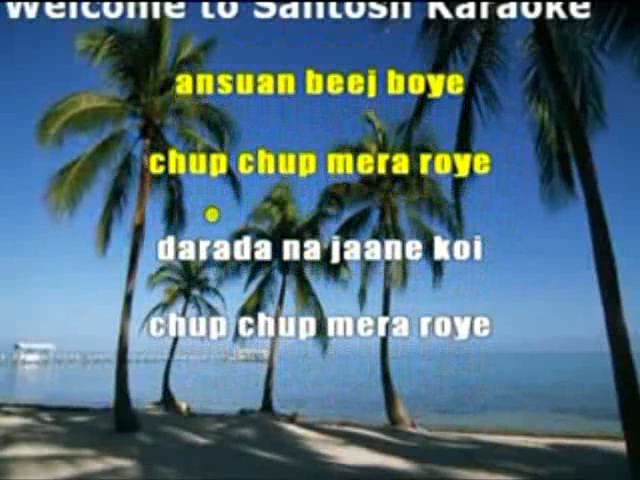 Welcome to Santosh Karaoke
ansuan beej boye
chup chup mera roye
darada na jaane koi
chup chup mera roye